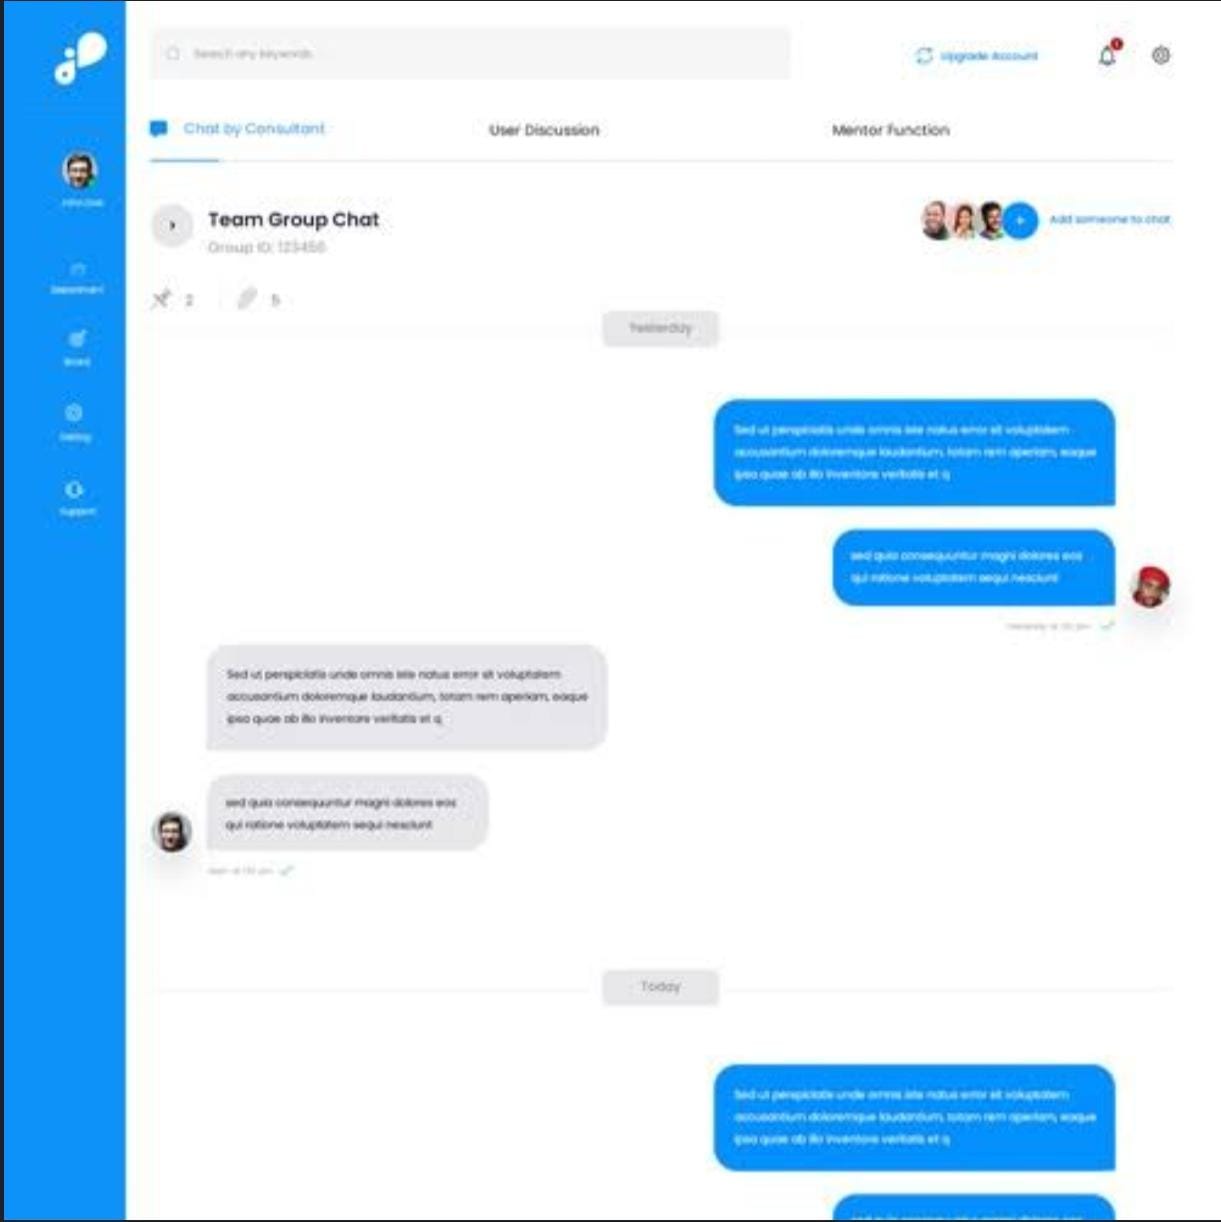 Search any keywords
Upgrade Account
Chat by Consultant
User Discussion
Mentor Function
Team Group Chat
Group ID: 123456
Add someone to chat
2
5
Yesterday
Sed ut perspiciatis unde omnis iste natus error sit voluptatem
accusantium doloremque laudantium, totam rem aperiam, eaque
ipsa quae ab illo inventore veritatis et q
sed quia consequuntur magni dolores eos
qui ratione voluptatem sequi nesciunt
Sed ut perspiciatis unde omnis iste natus error sit voluptatem
accusantium doloremque laudantium, totam rem aperiam, eaque
ipsa quae ab illo inventore veritatis et q
sed quia consequuntur magni dolores eos
qui ratione voluptatem sequi nesciunt
Today
Sed ut perspiciatis unde omnis iste natus error sit voluptatem
accusantium doloremque laudantium, totam rem aperiam, eaque
ipsa quae ab illo inventore veritatis et q
Board
Setting
Support